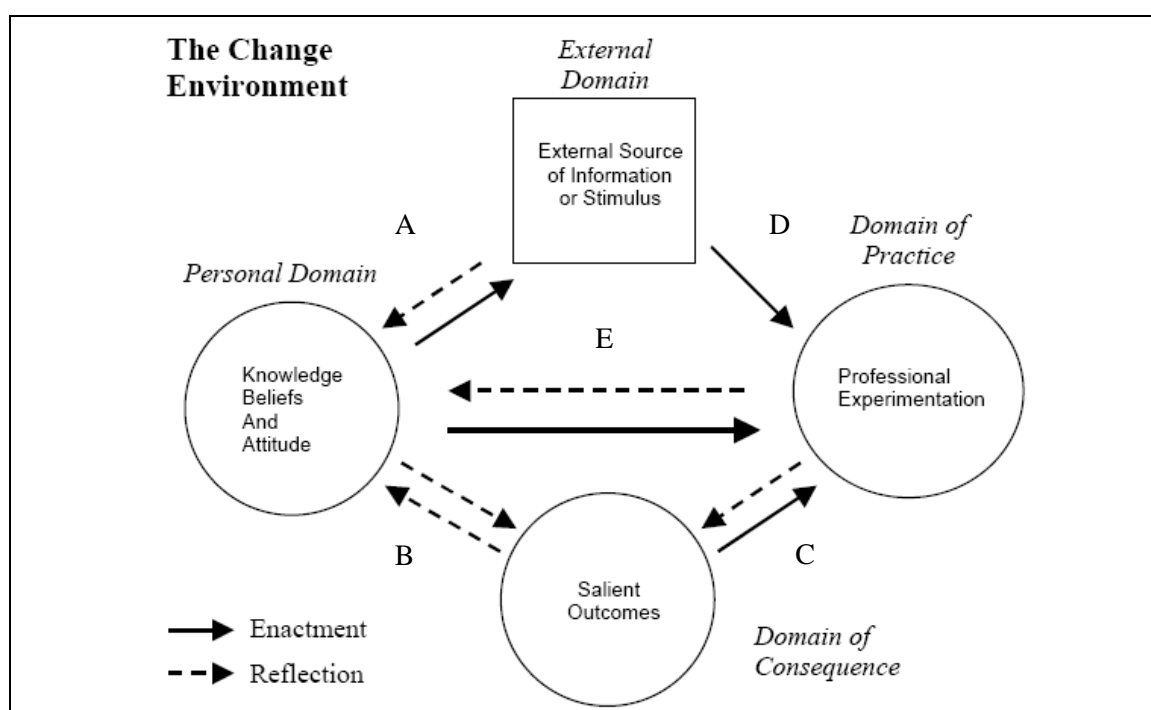 The Change
Environment
External
Domain
External Source
of Information
or Stimulus
A
D
Domain of
Practice
Personal Domain
E
Knowledge
Beliefs
And
Attitude
Professional
Experimentation
B
C
Salient
Outcomes
Enactment
Reflection
Domain of
Consequence